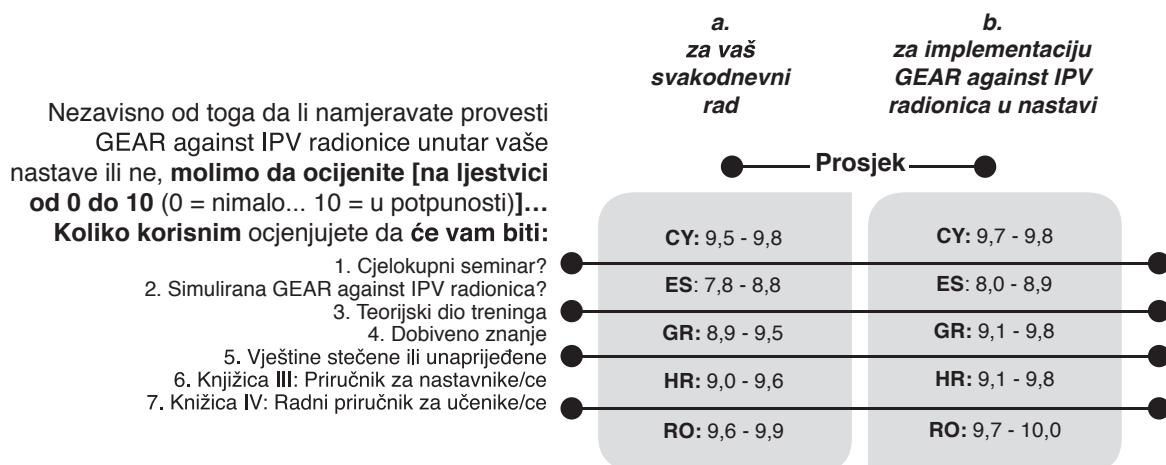 a.
za vaš
svakodnevni
rad
b.
za implementaciju
GEAR against IPV
radionica u nastavi
Nezavisno od toga da li namjeravate provesti
GEAR against IPV radionice unutar vaše
nastave ili ne, molimo da ocijenite [na ljestvici
od 0 do 10 (0 = nimalo... 10 = u potpunosti)]...
Koliko korisnim ocjenjujete da će vam biti:
1. Cjelokupni seminar?
2. Simulirana GEAR against IPV radionica?
3. Teorijski dio treninga
4. Dobiveno znanje
5. Vještine stečene ili unaprijeđene
6. Knjižica III: Priručnik za nastavnike/ce
7. Knižica IV: Radni priručnik za učenike/ce
Prosjek
CY: 9,5 - 9,8
ES: 7,8 - 8,8
GR: 8,9 - 9,5
HR: 9,0 - 9,6
RO: 9,6 - 9,9
CY: 9,7 - 9,8
ES: 8,0 - 8,9
GR: 9,1 - 9,8
HR: 9,1 - 9,8
RO: 9,7 - 10,0